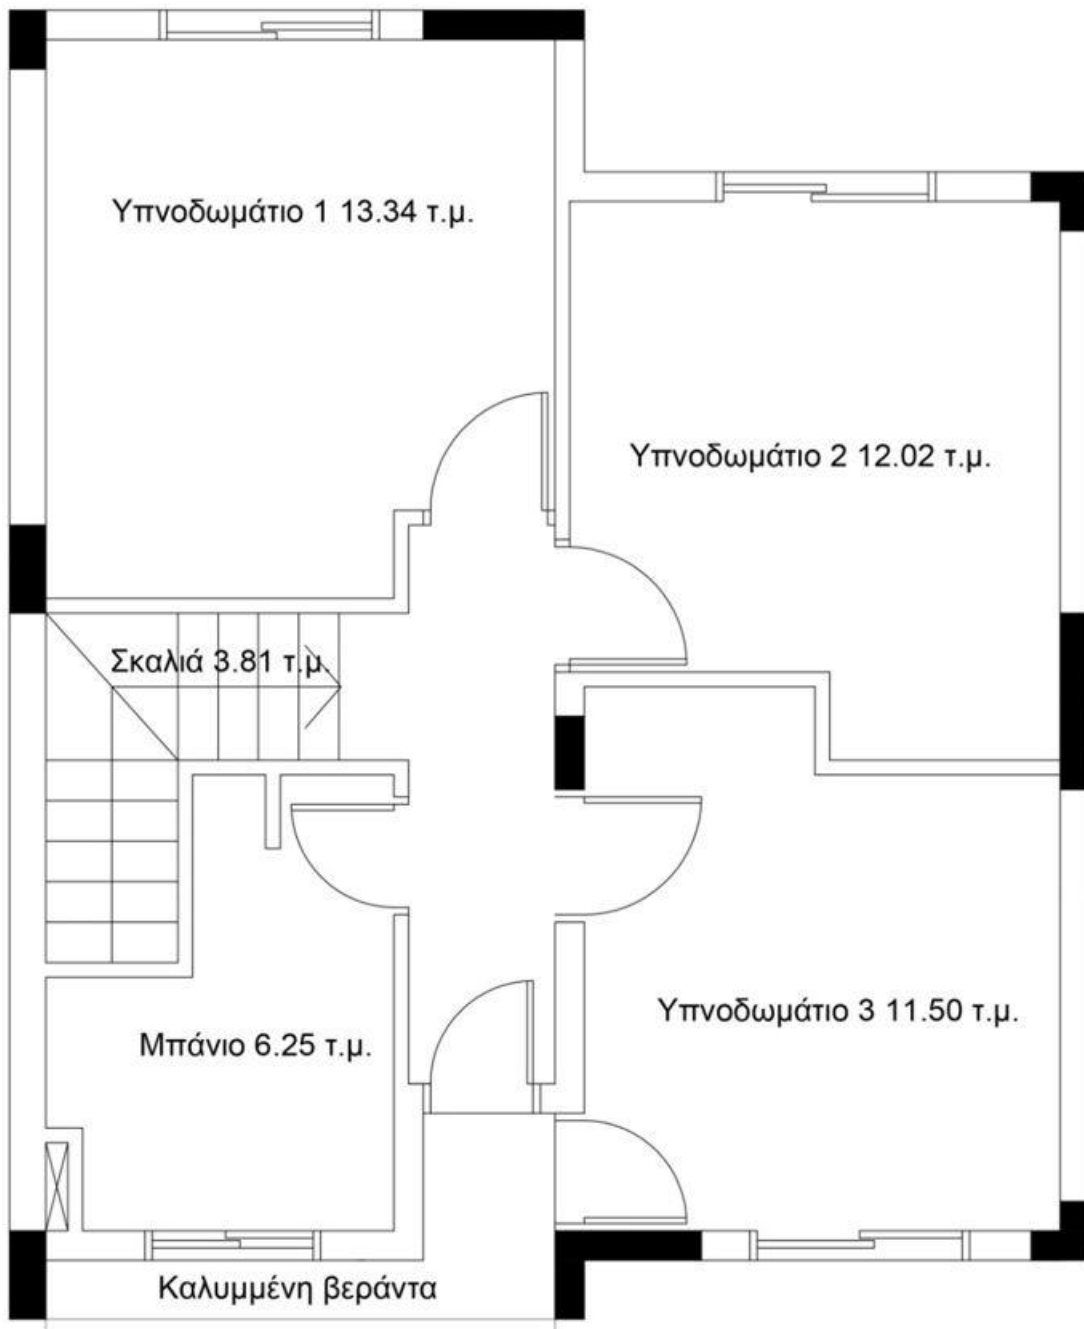 Υπνοδωμάτιο 1 13.34 τ.μ.
Υπνοδωμάτιο 2 12.02 τ.μ.
Σκαλιά 3.81 τ.μ.
Υπνοδωμάτιο 3 11.50 τ.μ.
Μπάνιο 6.25 τ.μ.
Καλυμμένη βεράντα